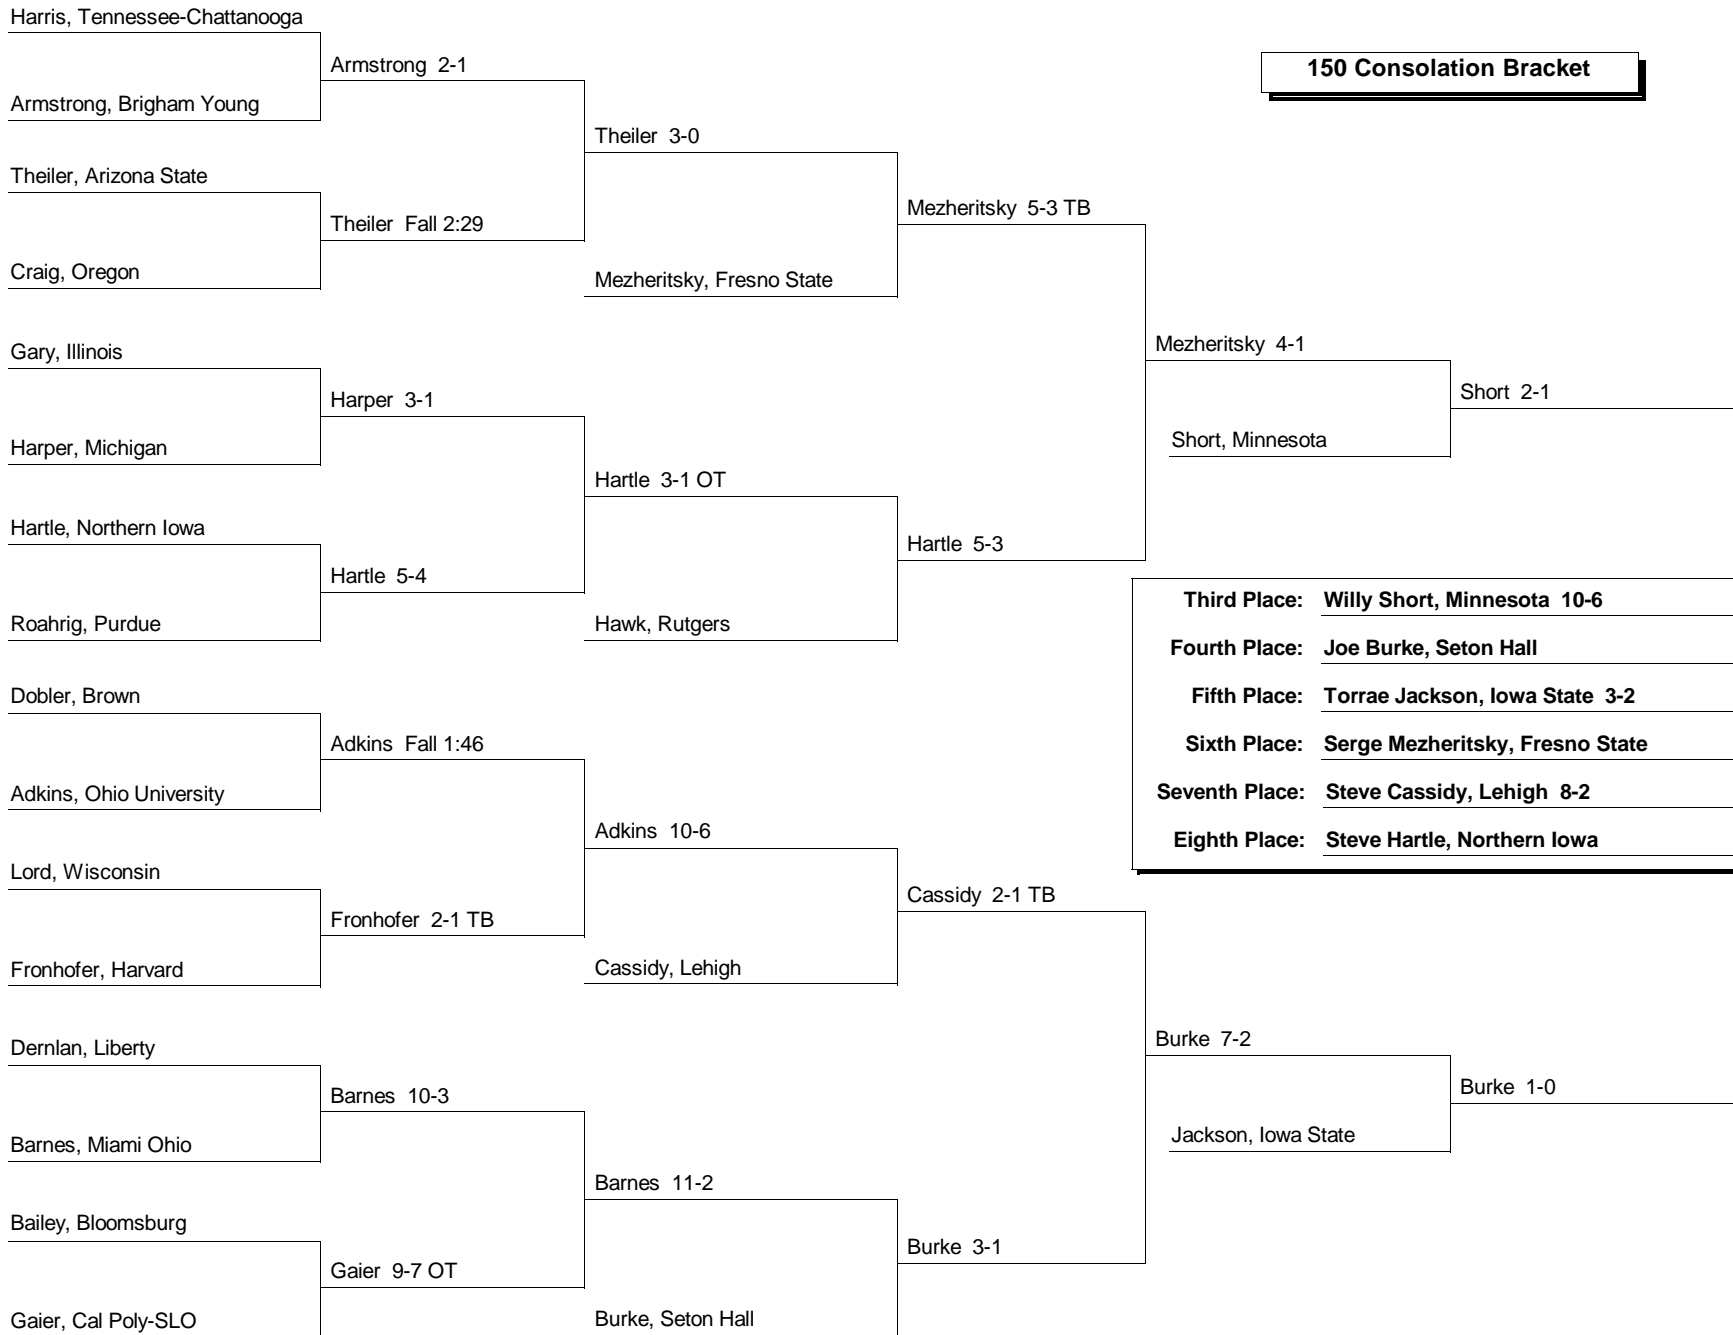 Harris, Tennessee-Chattanooga
Armstrong 2-1
150 Consolation Bracket
Armstrong, Brigham Young
Theiler 3-0
Theiler, Arizona State
Mezheritsky 5-3 TB
Theiler Fall 2:29
Craig, Oregon
Mezheritsky, Fresno State
Gary, Illinois
Mezheritsky 4-1
Harper 3-1
Short 2-1
Harper, Michigan
Short, Minnesota
Hartle 3-1 OT
Hartle, Northern Iowa
Hartle 5-3
Hartle 5-4
Roahrig, Purdue
Hawk, Rutgers
Third Place: Willy Short, Minnesota 10-6
Fourth Place: Joe Burke, Seton Hall
Fifth Place: Torrae Jackson, Iowa State 3-2
Sixth Place: Serge Mezheritsky, Fresno State
Seventh Place: Steve Cassidy, Lehigh 8-2
Eighth Place: Steve Hartle, Northern Iowa
Dobler, Brown
Adkins Fall 1:46
Adkins, Ohio University
Adkins 10-6
Lord, Wisconsin
Cassidy 2-1 TB
Fronhofer 2-1 TB
Fronhofer, Harvard
Cassidy, Lehigh
Dernlan, Liberty
Burke 7-2
Barnes 10-3
Burke 1-0
Barnes, Miami Ohio
Jackson, Iowa State
Barnes 11-2
Bailey, Bloomsburg
Burke 3-1
Gaier 9-7 OT
Gaier, Cal Poly-SLO
Burke, Seton Hall